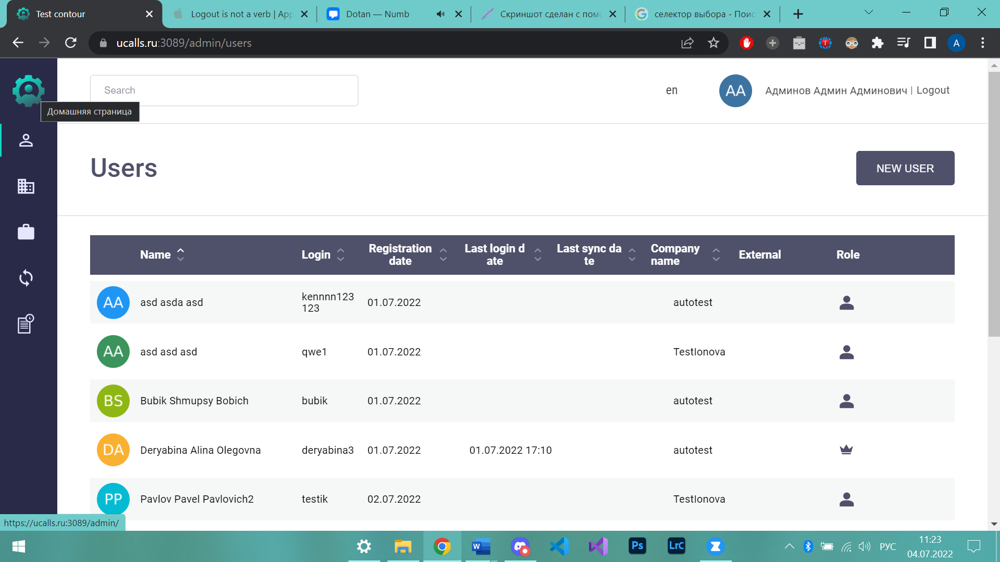 Test contour
Logout is not a verb | App
Dotan — Numb
Скриншот сделан с помо
селектор выбора - Поис
ucalls.ru:3089/admin/users
A
Search
en
AA
Админов Админ Админович | Logout
Домашняя страница
Users
NEW USER
Name
Login
Registration
date
Last login d
ate
Last sync da
te
Company
name
External
Role
AA
asd asda asd
kennnn123
123
01.07.2022
autotest
AA
asd asd asd
qwe1
01.07.2022
TestIonova
BS
Bubik Shmupsy Bobich
bubik
01.07.2022
autotest
DA
Deryabina Alina Olegovna
deryabina3
01.07.2022
01.07.2022 17:10
autotest
PP
Pavlov Pavel Pavlovich2
testik
02.07.2022
TestIonova
https://ucalls.ru:3089/admin/
W
Ps
LrC
РУС
11:23
04.07.2022